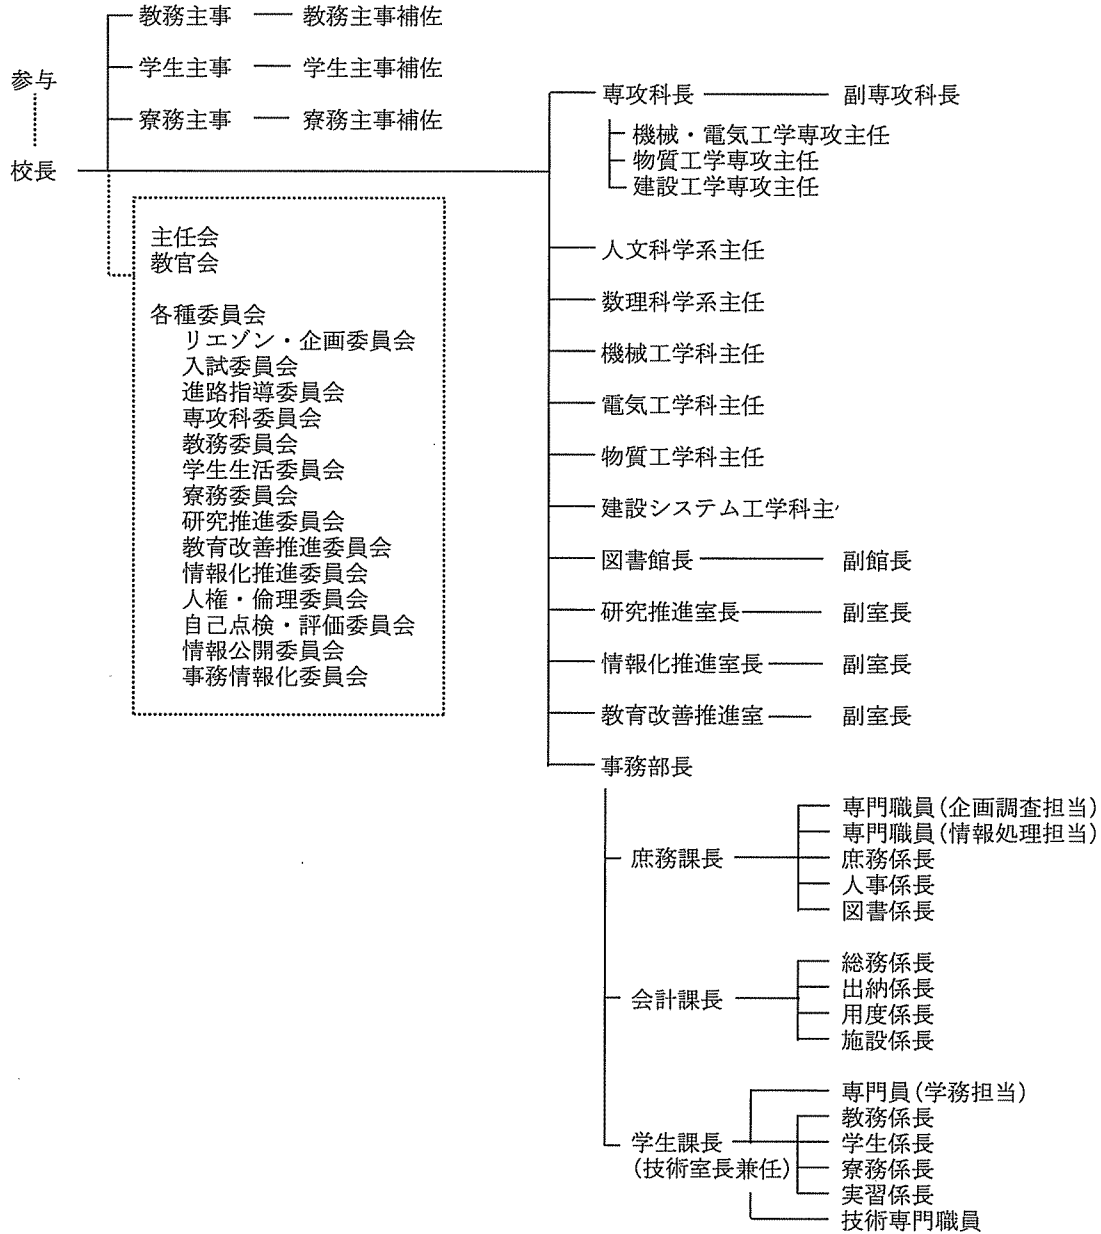 教務主事 教務主事補佐
学生主事 学生主事補佐
寮務主事 寮務主事補佐
参与
校長
主任会
教官会
各種委員会
リエゾン・企画委員会
入試委員会
進路指導委員会
専攻科委員会
教務委員会
学生生活委員会
寮務委員会
研究推進委員会
教育改善推進委員会
情報化推進委員会
人権・倫理委員会
自己点検・評価委員会
情報公開委員会
事務情報化委員会
専攻科長 副専攻科長
機械・電気工学専攻主任
物質工学専攻主任
建設工学専攻主任
人文科学系主任
数理科学系主任
機械工学科主任
電気工学科主任
物質工学科主任
建設システム工学科主
図書館長 副館長
研究推進室長 副室長
情報化推進室長 副室長
教育改善推進室 副室長
事務部長
庶務課長
専門職員(企画調査担当)
専門職員(情報処理担当)
庶務係長
人事係長
図書係長
会計課長
総務係長
出納係長
用度係長
施設係長
学生課長
(技術室長兼任)
専門員(学務担当)
教務係長
学生係長
寮務係長
実習係長
技術専門職員